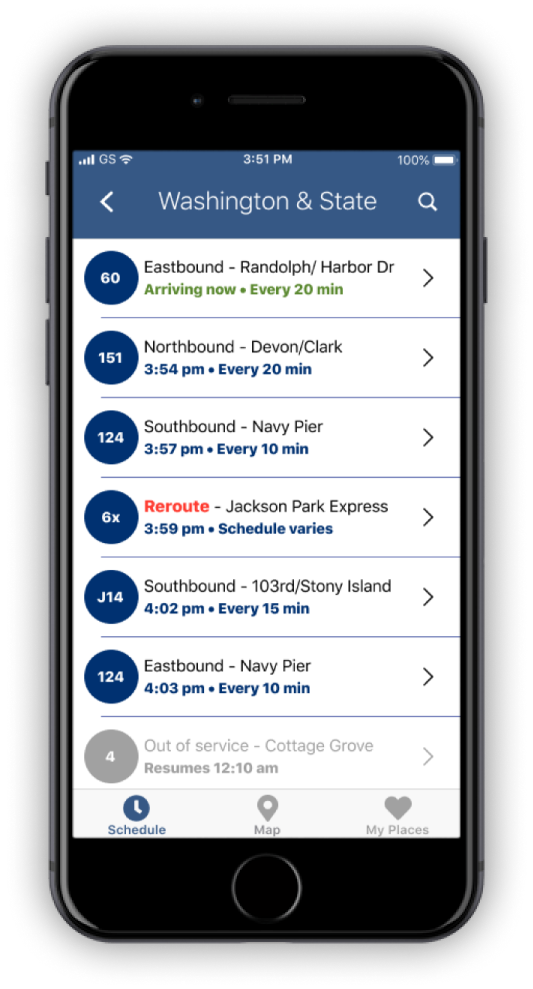 GS 3:51 PM 100%
Washington & State
60 Eastbound - Randolph/ Harbor Dr
Arriving now • Every 20 min
151 Northbound - Devon/Clark
3:54 pm • Every 20 min
124 Southbound - Navy Pier
3:57 pm • Every 10 min
6x Reroute - Jackson Park Express
3:59 pm • Schedule varies
J14 Southbound - 103rd/Stony Island
4:02 pm • Every 15 min
124 Eastbound - Navy Pier
4:03 pm • Every 10 min
4 Out of service - Cottage Grove
Resumes 12:10 am
Schedule Map My Places